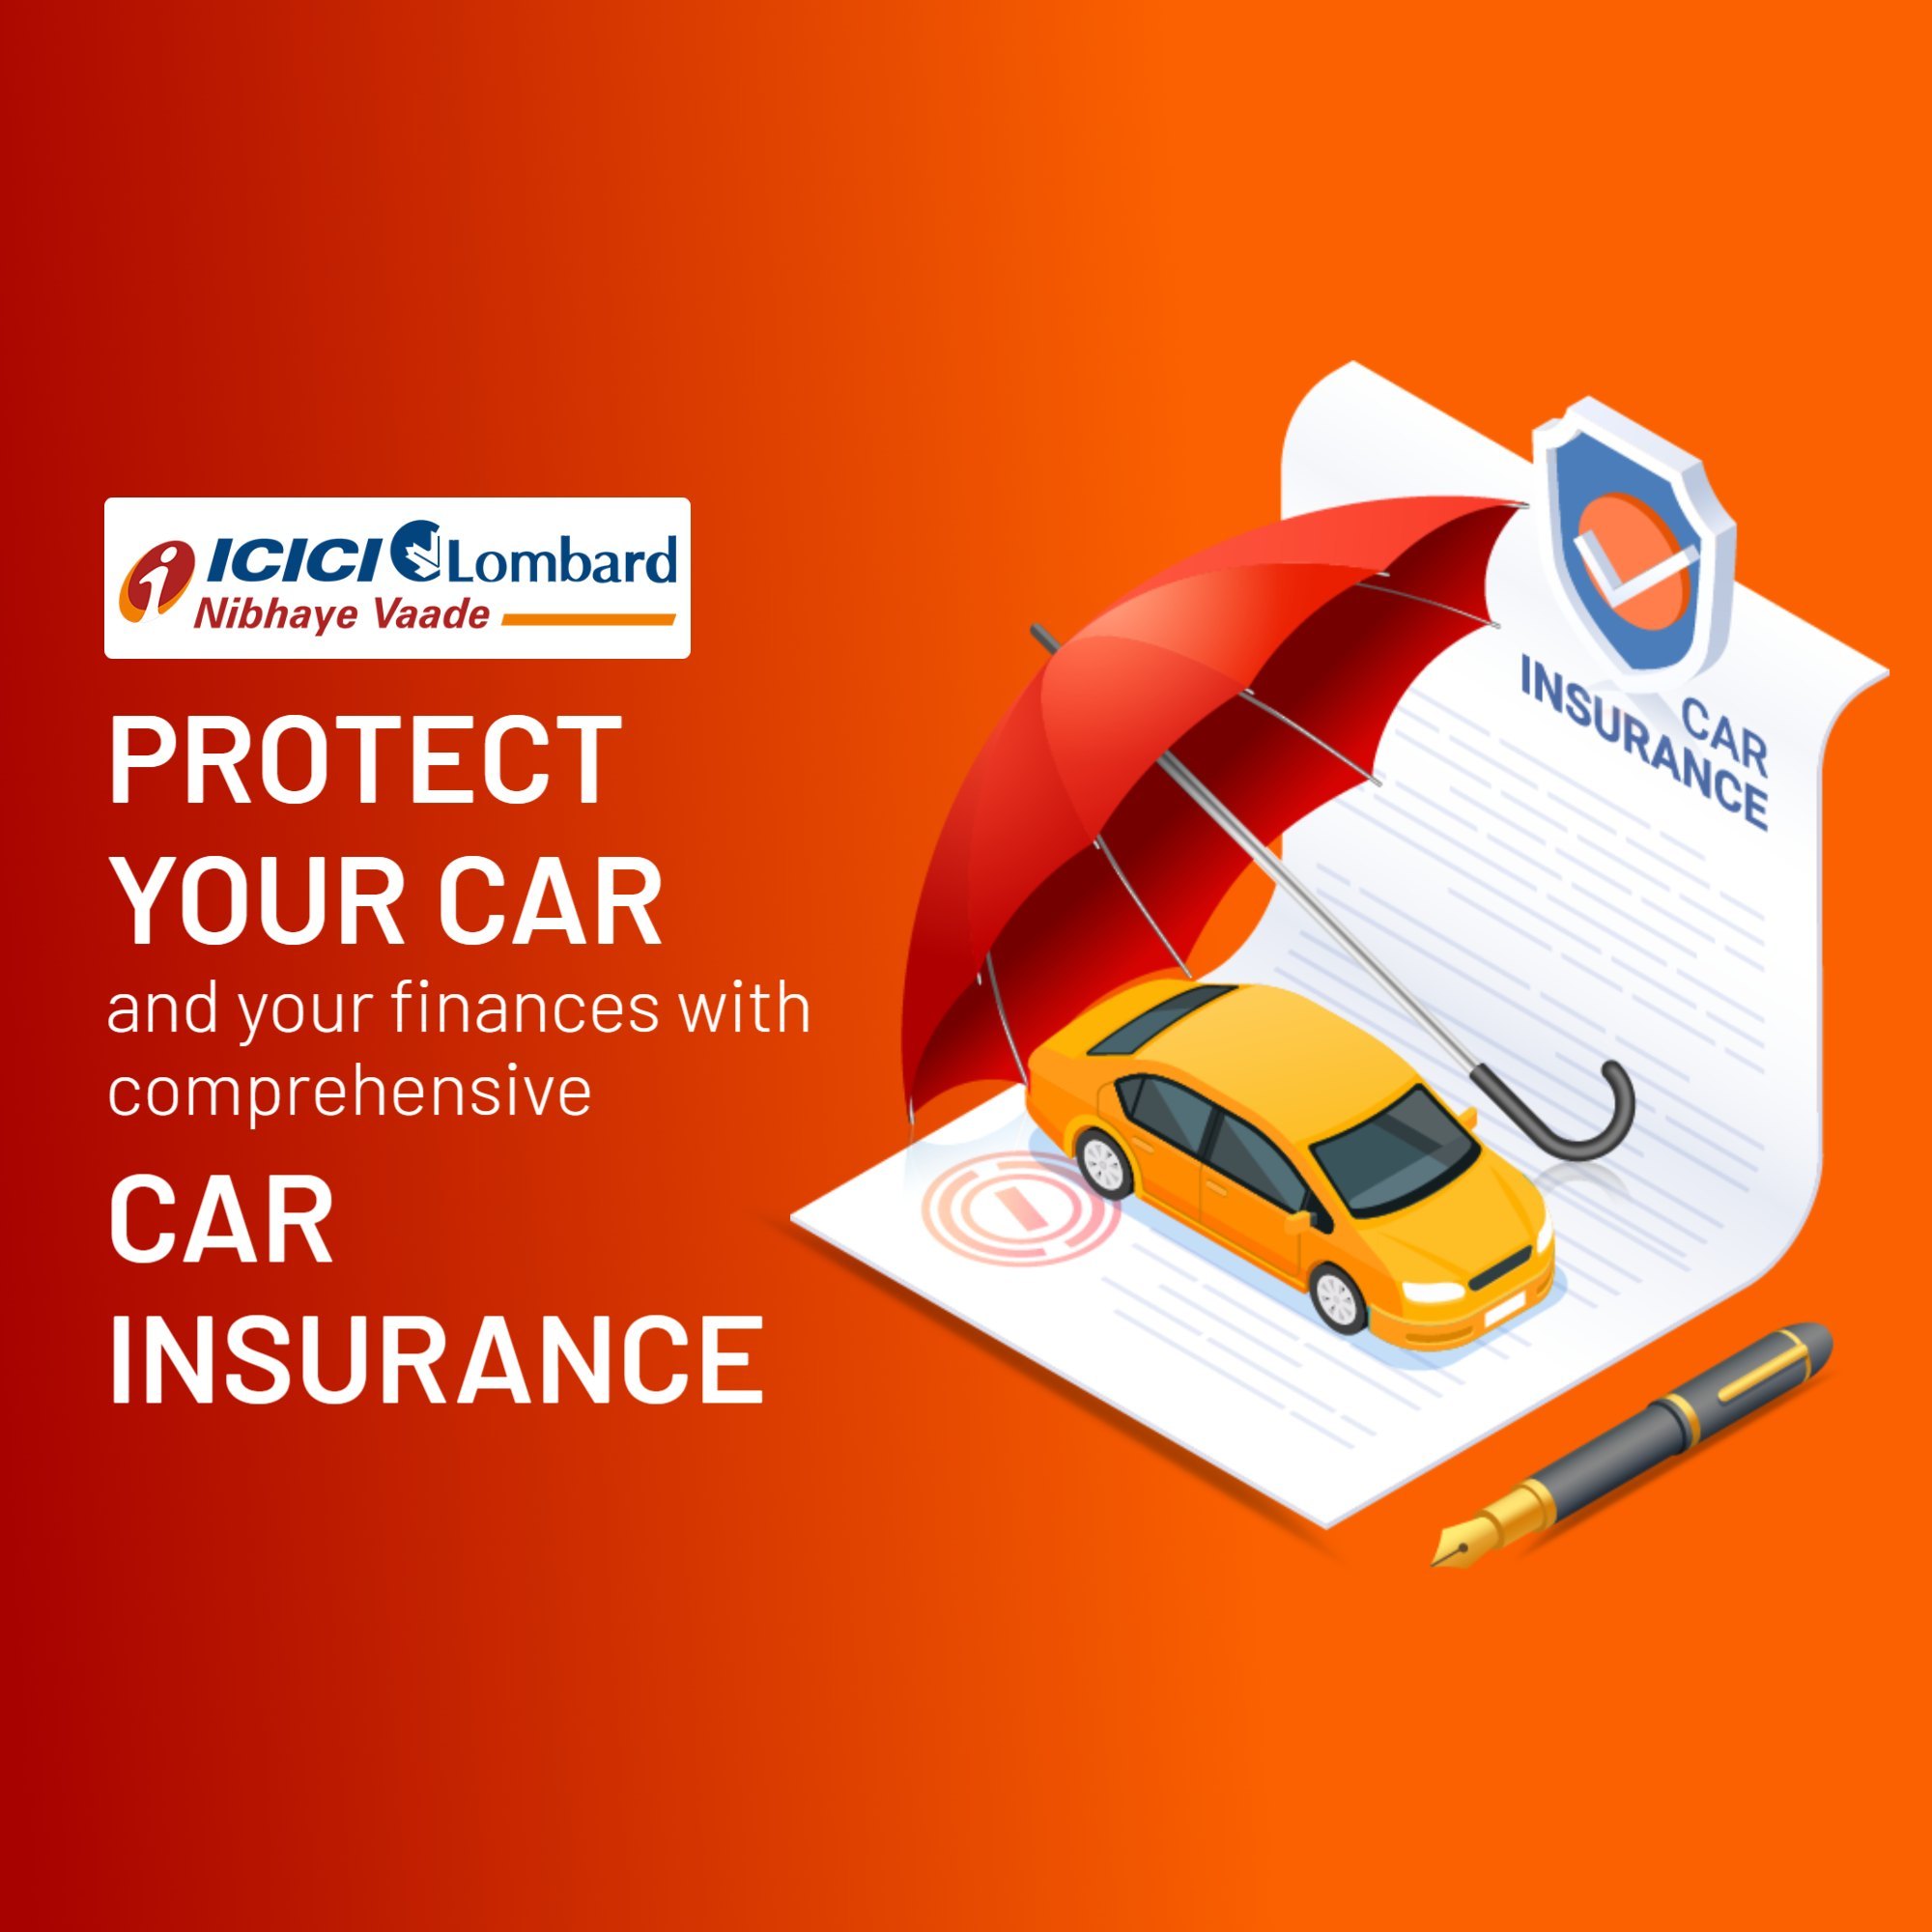 ICICI Lombard
Nibhaye Vaade
PROTECT
YOUR CAR
and your finances with
comprehensive
CAR
INSURANCE
CAR
INSURANCE